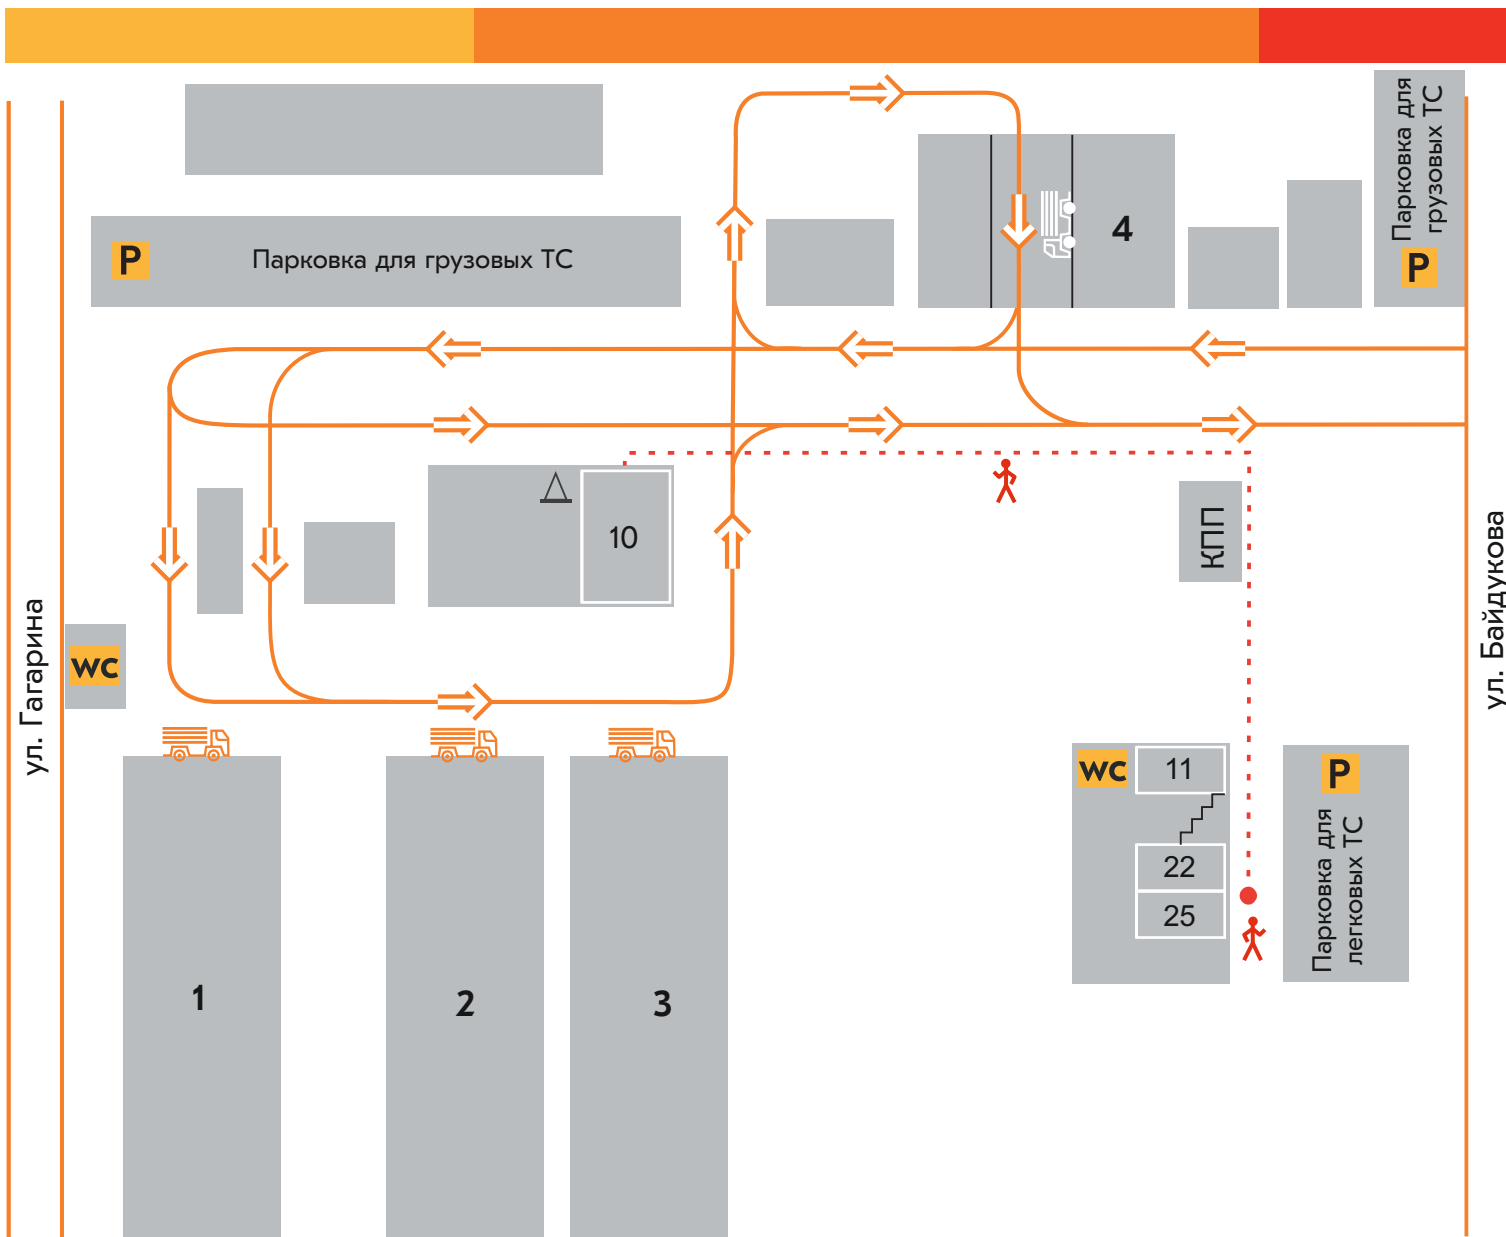 Парковка для
грузовых ТС
P
P
Парковка для грузовых ТС
4
10
КПП
ул. Гагарина
WC
ул. Байдукова
WC
11
22
25
P
Парковка для
легковых ТС
1
2
3